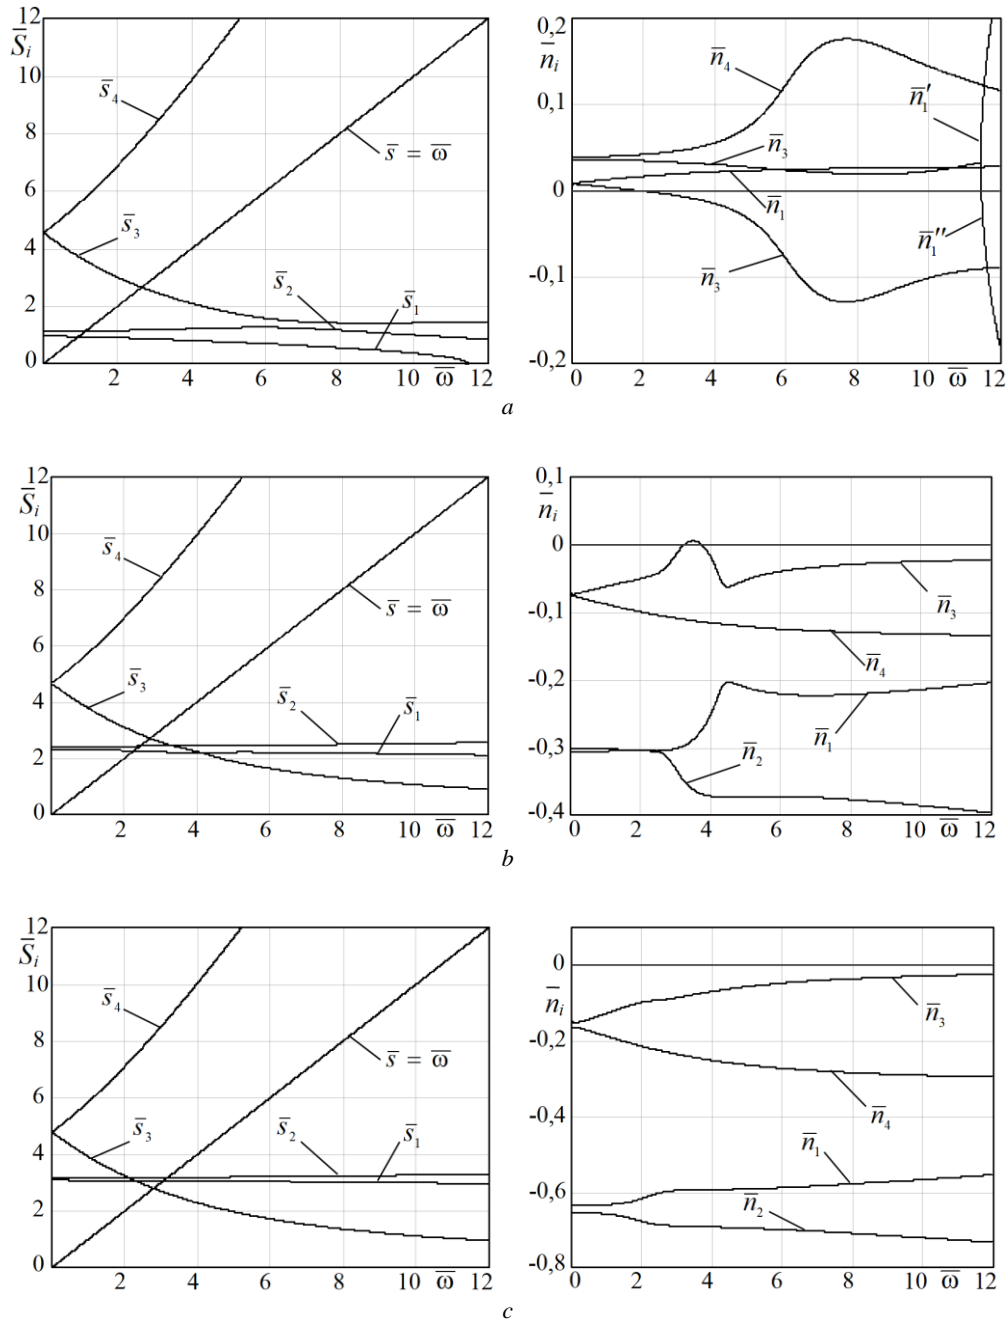 12
S̅ᵢ
10
8
6
4
2
0
s̅₄
s̅ = ω̅
s̅₃
s̅₂
s̅₁
2 4 6 8 10 ω̅ 12
0,2
n̅ᵢ
0,1
0
-0,1
-0,2
n̅₄
n̅₁′
n̅₃
n̅₁
n̅₁″
n̅₃
0 2 4 6 8 10 ω̅ 12
a
12
S̅ᵢ
10
8
6
4
2
0
s̅₄
s̅ = ω̅
s̅₃
s̅₂
s̅₁
2 4 6 8 10 ω̅ 12
0,1
n̅ᵢ
0
-0,1
-0,2
-0,3
-0,4
n̅₃
n̅₄
n̅₁
n̅₂
0 2 4 6 8 10 ω̅ 12
b
12
S̅ᵢ
10
8
6
4
2
0
s̅₄
s̅ = ω̅
s̅₃
s̅₂
s̅₁
2 4 6 8 10 ω̅ 12
0
n̅ᵢ
-0,2
-0,4
-0,6
-0,8
n̅₃
n̅₄
n̅₁
n̅₂
0 2 4 6 8 10 ω̅ 12
c